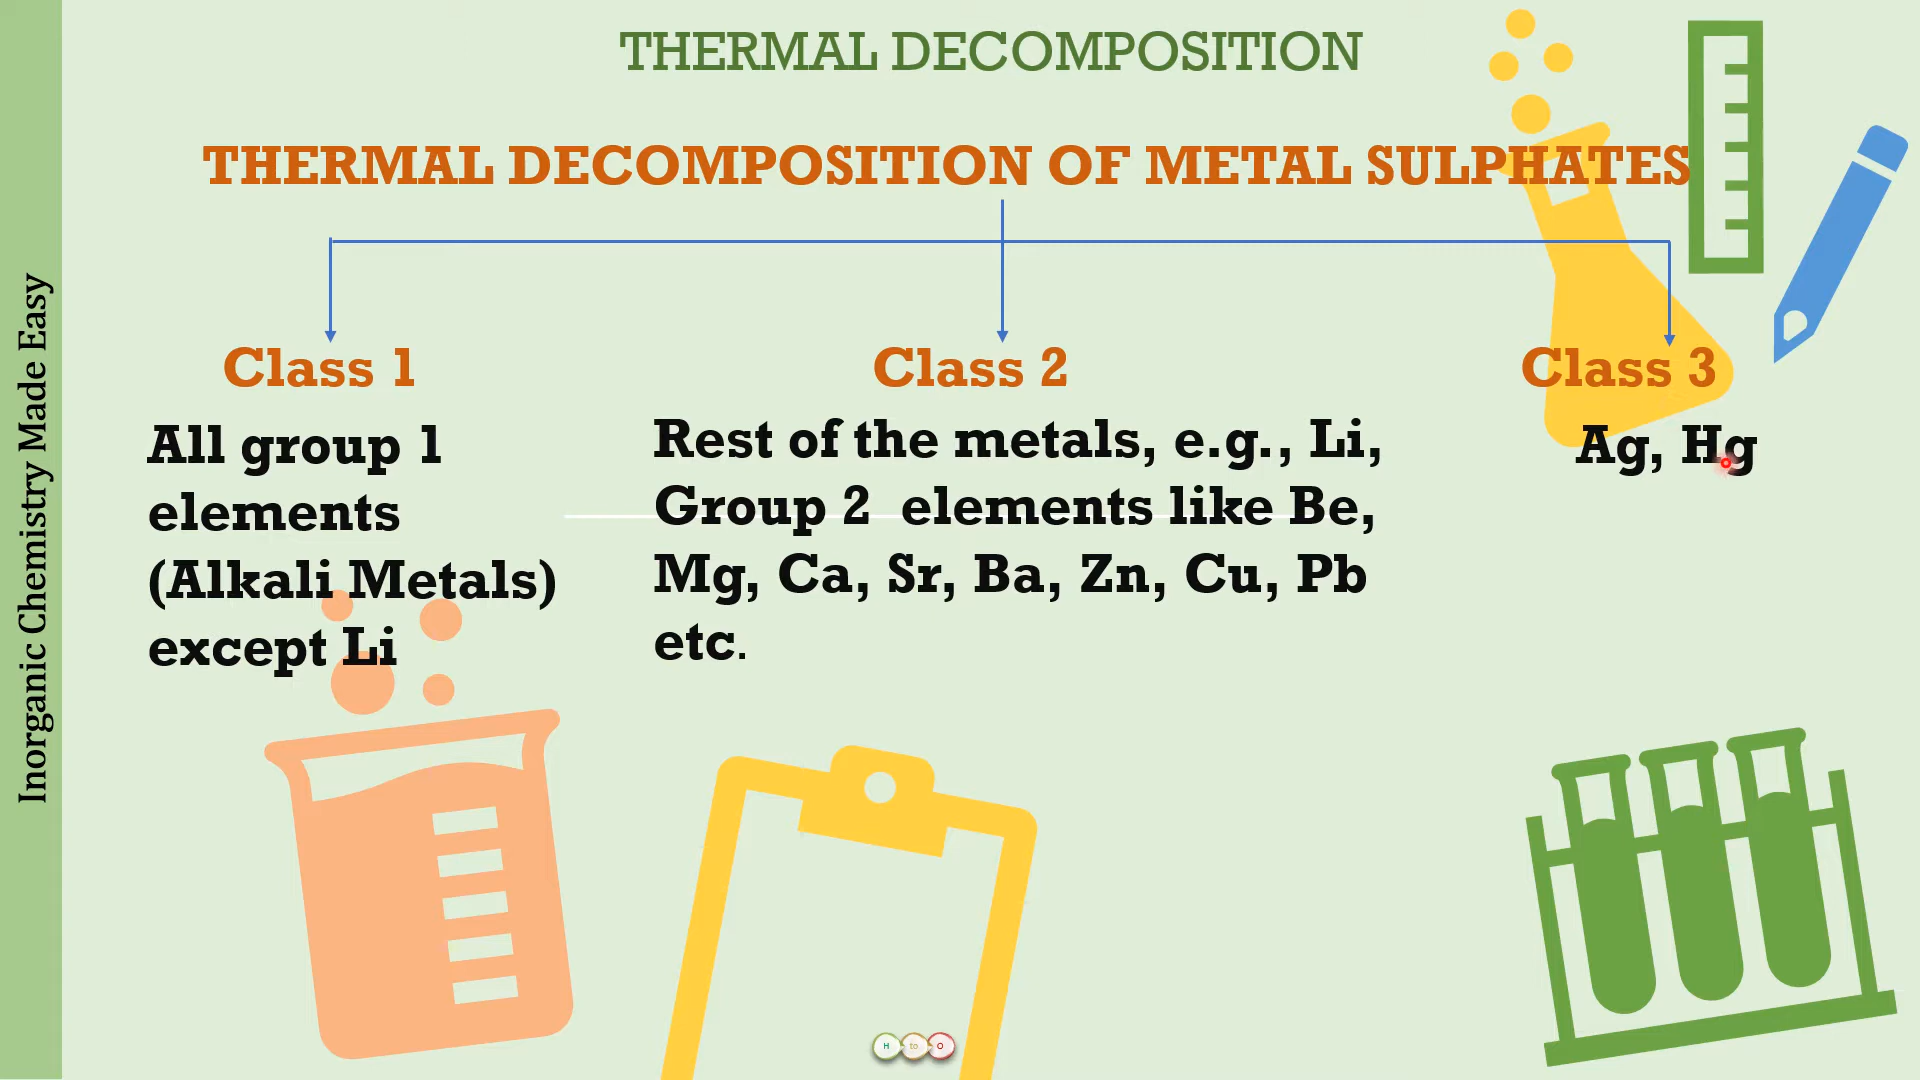 THERMAL DECOMPOSITION
THERMAL DECOMPOSITION OF METAL SULPHATES
Class 1
All group 1
elements
(Alkali Metals)
except Li
Class 2
Rest of the metals, e.g., Li,
Group 2 elements like Be,
Mg, Ca, Sr, Ba, Zn, Cu, Pb
etc.
Class 3
Ag, Hg
Inorganic Chemistry Made Easy
H to O